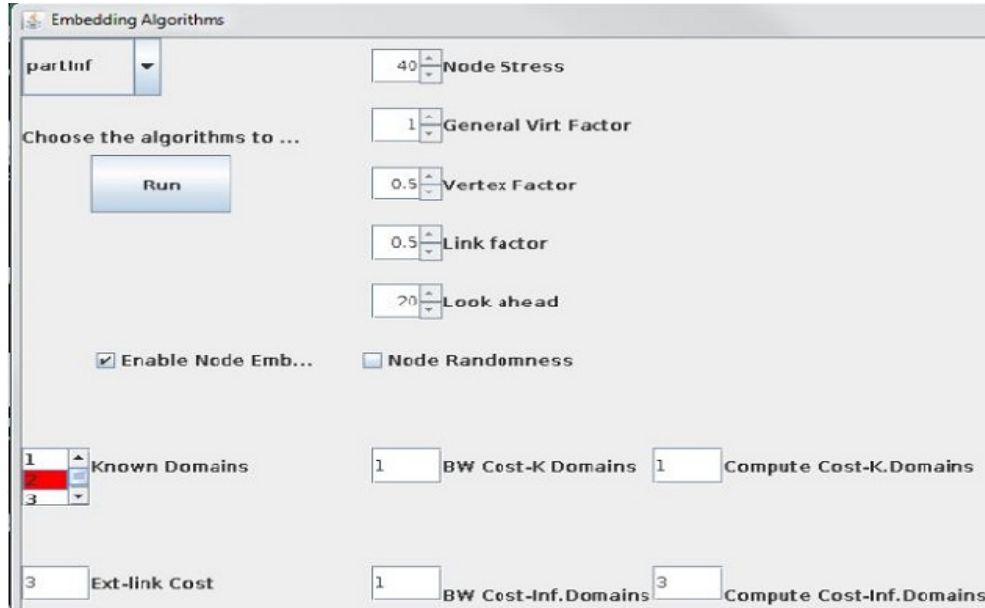 Embedding Algorithms
partInf
40 Node Stress
1 General Virt Factor
Choose the algorithms to ...
Run
0.5 Vertex Factor
0.5 Link factor
20 Look ahead
Enable Node Emb...
Node Randomness
1
2
3
Known Domains
1 BW Cost-K Domains
1 Compute Cost-K.Domains
3 Ext-link Cost
1 BW Cost-Inf.Domains
3 Compute Cost-Inf.Domains